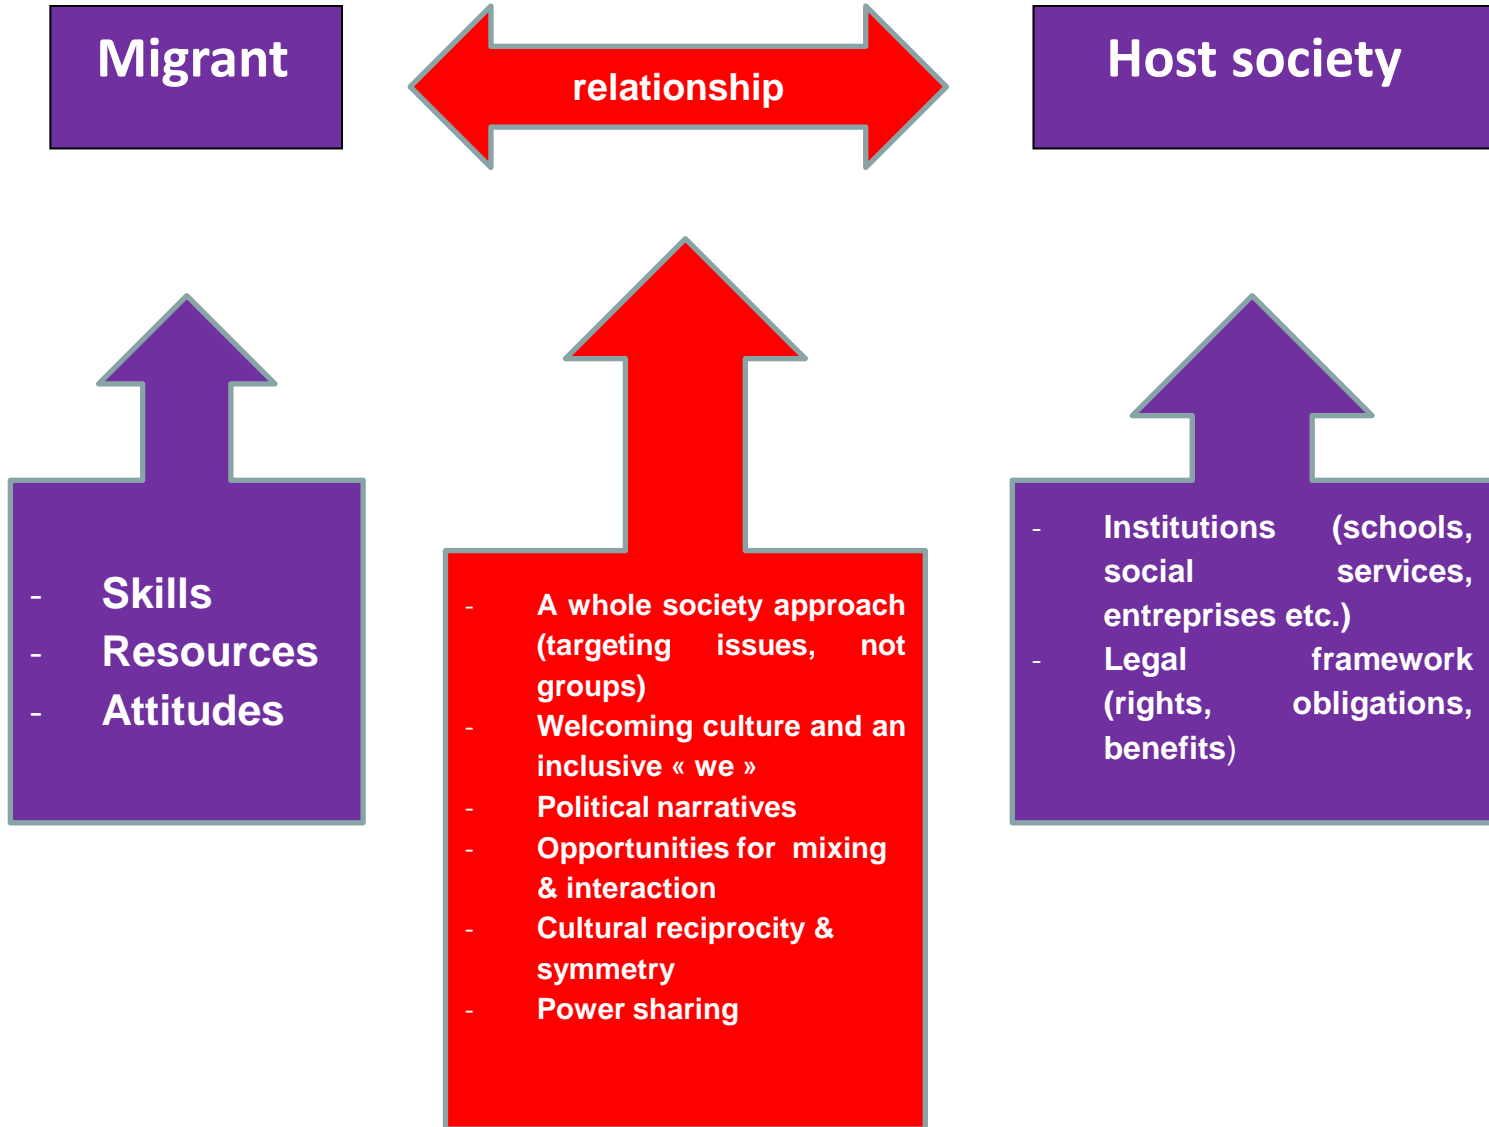 Migrant
relationship
Host society
- Skills
- Resources
- Attitudes
- A whole society approach
(targeting issues, not
groups)
- Welcoming culture and an
inclusive « we »
- Political narratives
- Opportunities for mixing
& interaction
- Cultural reciprocity &
symmetry
- Power sharing
- Institutions (schools,
social services,
entreprises etc.)
- Legal framework
(rights, obligations,
benefits)